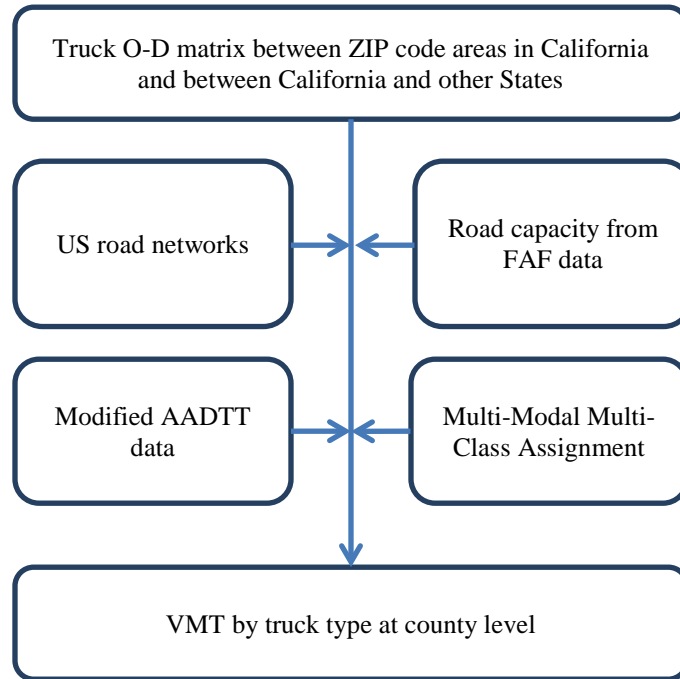 Truck O-D matrix between ZIP code areas in California
and between California and other States
US road networks
Road capacity from
FAF data
Modified AADTT
data
Multi-Modal Multi-
Class Assignment
VMT by truck type at county level